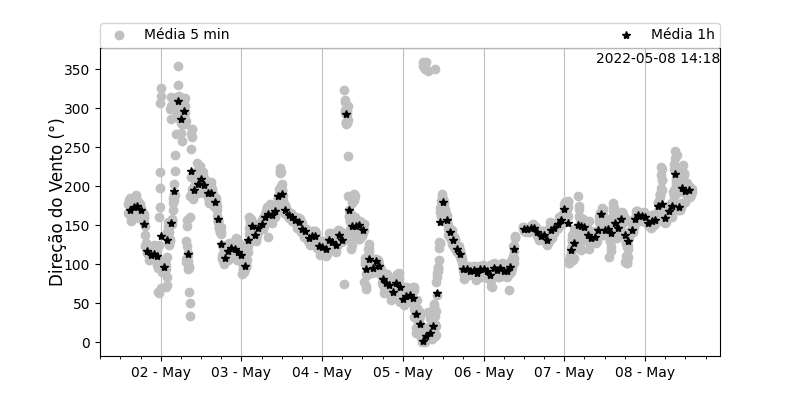 Média 5 min
Média 1h
2022-05-08 14:18
Direção do Vento (°)
350
300
250
200
150
100
50
0
02 - May
03 - May
04 - May
05 - May
06 - May
07 - May
08 - May